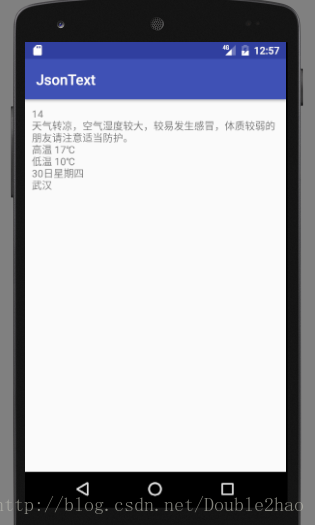 4G 12:57
JsonText
14
天气转凉，空气湿度较大，较易发生感冒，体质较弱的
朋友请注意适当防护。
高温 17℃
低温 10℃
30日星期四
武汉
http://blog.csdn.net/Double2hao